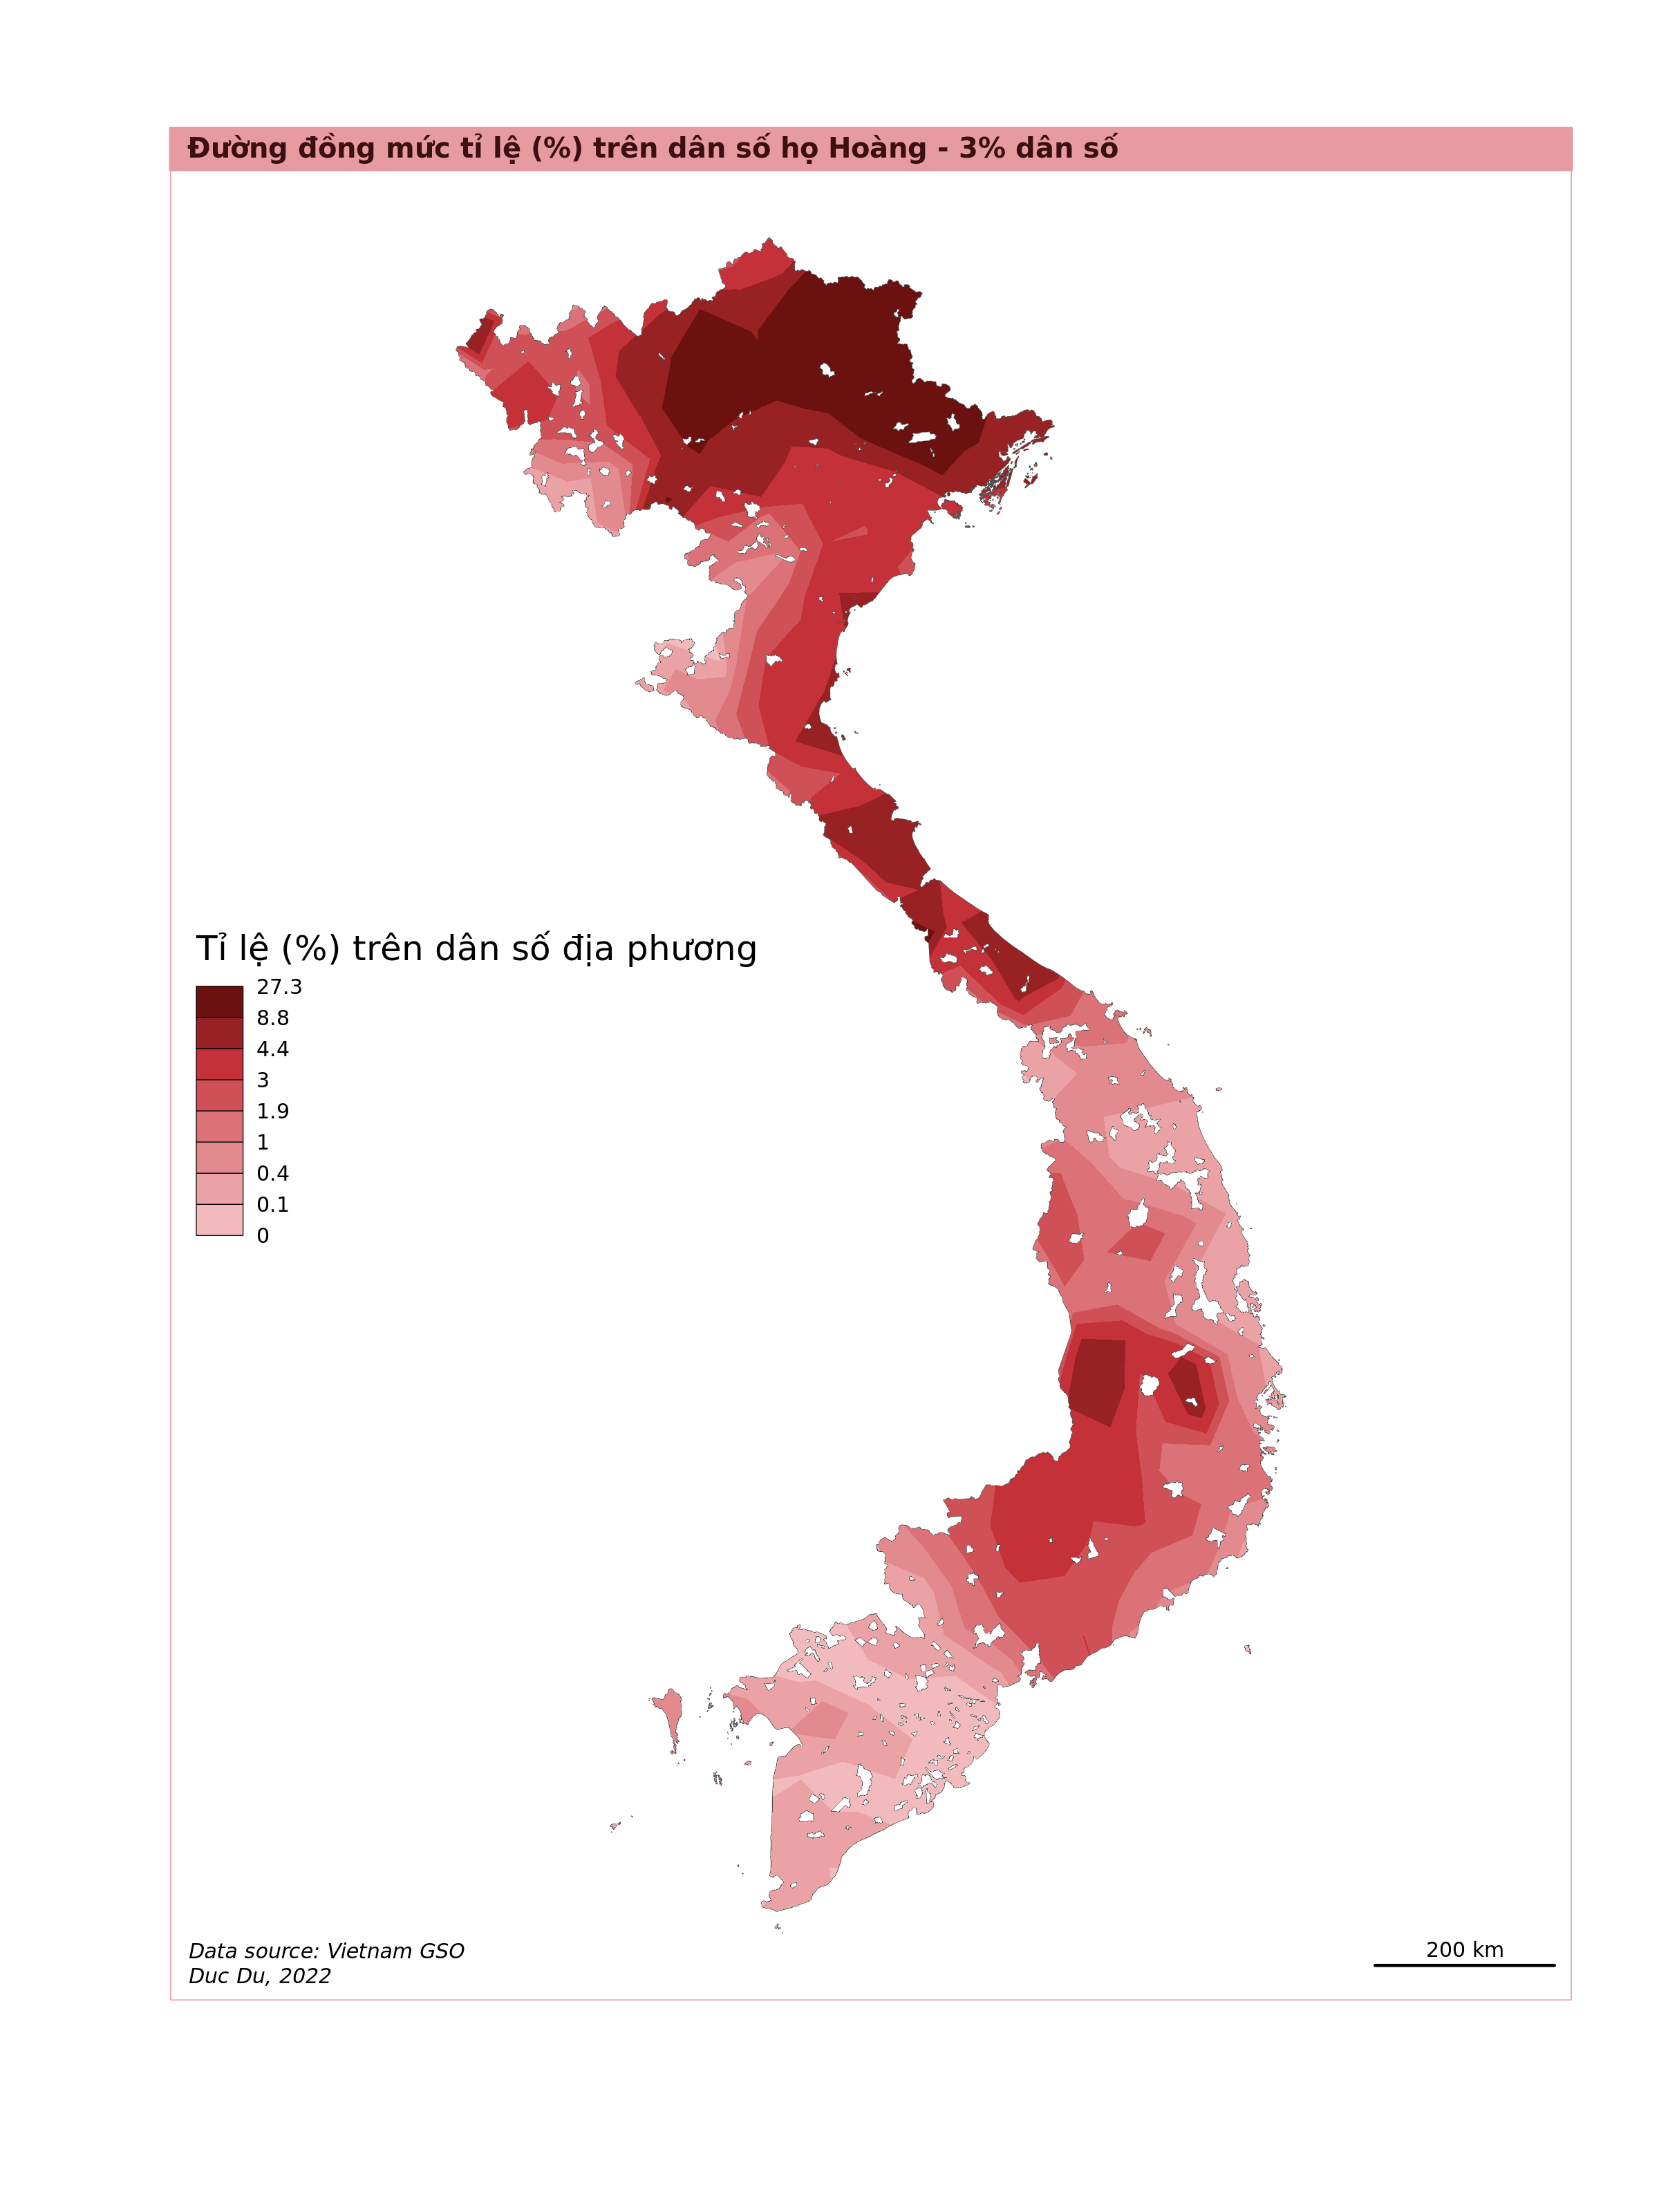 Đường đồng mức tỉ lệ (%) trên dân số họ Hoàng - 3% dân số
Tỉ lệ (%) trên dân số địa phương
27.3
8.8
4.4
3
1.9
1
0.4
0.1
0
Data source: Vietnam GSO
Duc Du, 2022
200 km